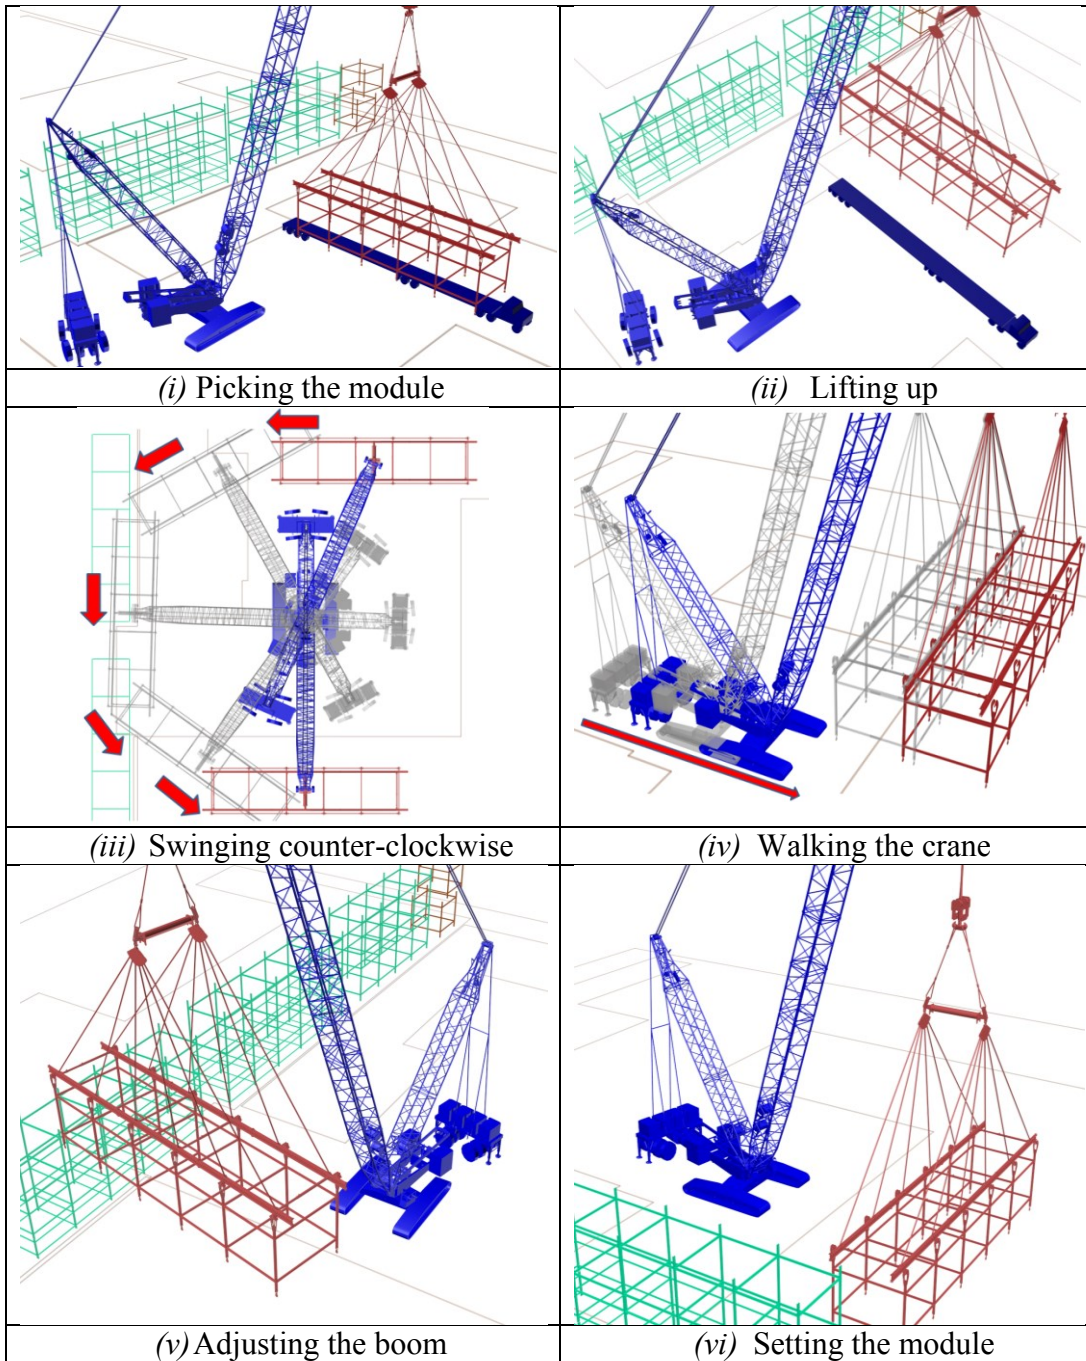 (i) Picking the module
(ii) Lifting up
(iii) Swinging counter-clockwise
(iv) Walking the crane
(v) Adjusting the boom
(vi) Setting the module